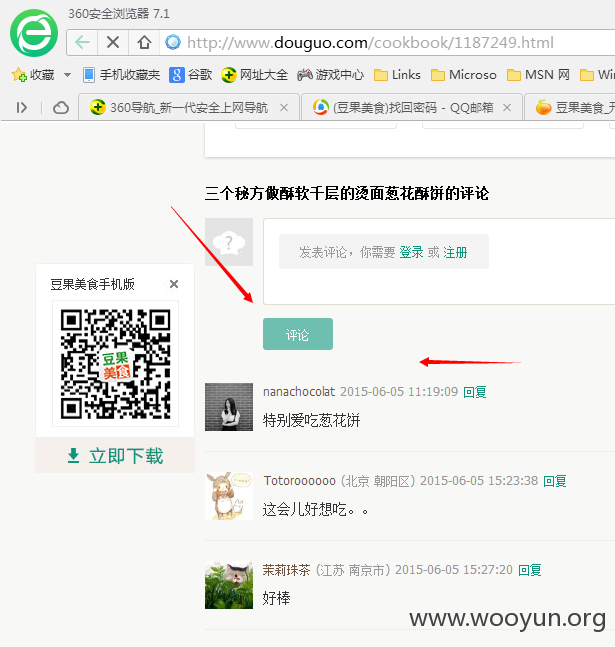 360安全浏览器 7.1
http://www.douguo.com/cookbook/1187249.html
收藏 手机收藏夹 谷歌 网址大全 游戏中心 Links Microso MSN 网 Wi
360导航_新一代安全上网导航 (豆果美食)找回密码 - QQ邮箱 豆果美食_
三个秘方做酥软千层的烫面葱花酥饼的评论
发表评论，你需要 登录 或 注册
豆果美食手机版
豆果
美食
评论
nanachocolat 2015-06-05 11:19:09 回复
特别爱吃葱花饼
立即下载
Totoroooooo (北京 朝阳区) 2015-06-05 15:23:38 回复
这会儿好想吃。。
茉莉珠茶 (江苏 南京市) 2015-06-05 15:27:20 回复
好棒
www.wooyun.org